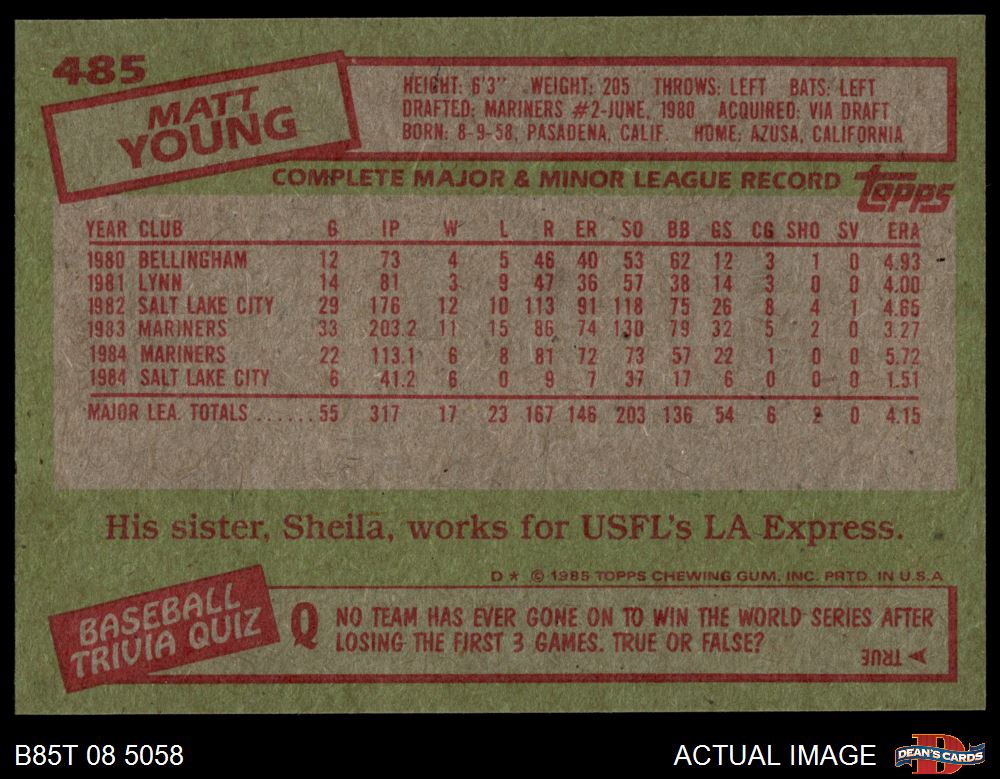 485
MATT
YOUNG
HEIGHT: 6'3" WEIGHT: 205 THROWS: LEFT BATS: LEFT
DRAFTED: MARINERS #2-JUNE, 1980 ACQUIRED: VIA DRAFT
BORN: 8-9-58, PASADENA, CALIF. HOME: AZUSA, CALIFORNIA
COMPLETE MAJOR & MINOR LEAGUE RECORD topps
YEAR CLUB G IP W L R ER SO BB GS CG SHO SV ERA
1980 BELLINGHAM 12 73 4 5 46 40 53 62 12 3 1 0 4.93
1981 LYNN 14 81 3 9 47 36 57 38 14 3 0 0 4.00
1982 SALT LAKE CITY 29 176 12 10 113 91 118 75 26 8 4 1 4.65
1983 MARINERS 33 203.2 11 15 86 74 130 79 32 5 2 0 3.27
1984 MARINERS 22 113.1 6 8 81 72 73 57 22 1 0 0 5.72
1984 SALT LAKE CITY 6 41.2 6 0 9 7 37 17 6 0 0 0 1.51
MAJOR LEA. TOTALS ...... 55 317 17 23 167 146 203 136 54 6 2 0 4.15
His sister, Sheila, works for USFL's LA Express.
D* © 1985 TOPPS CHEWING GUM, INC. PRTD. IN U.S.A
BASEBALL
TRIVIA QUIZ
Q NO TEAM HAS EVER GONE ON TO WIN THE WORLD SERIES AFTER
LOSING THE FIRST 3 GAMES. TRUE OR FALSE?
TRUE
B85T 08 5058
ACTUAL IMAGE
DEAN'S CARDS